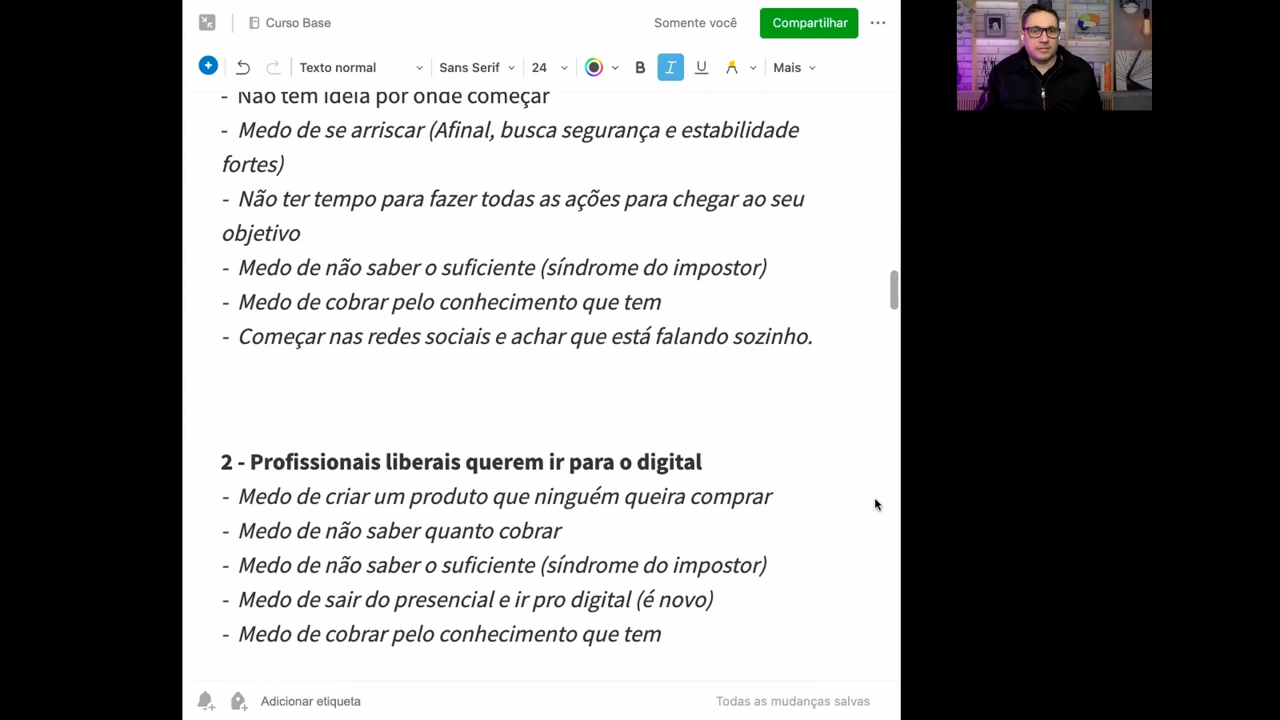 Curso Base
Somente você
Compartilhar
Texto normal
Sans Serif
24
B
I
U
Mais
- Não tem ideia por onde começar
- Medo de se arriscar (Afinal, busca segurança e estabilidade
fortes)
- Não ter tempo para fazer todas as ações para chegar ao seu
objetivo
- Medo de não saber o suficiente (síndrome do impostor)
- Medo de cobrar pelo conhecimento que tem
- Começar nas redes sociais e achar que está falando sozinho.
2 - Profissionais liberais querem ir para o digital
- Medo de criar um produto que ninguém queira comprar
- Medo de não saber quanto cobrar
- Medo de não saber o suficiente (síndrome do impostor)
- Medo de sair do presencial e ir pro digital (é novo)
- Medo de cobrar pelo conhecimento que tem
Adicionar etiqueta
Todas as mudanças salvas